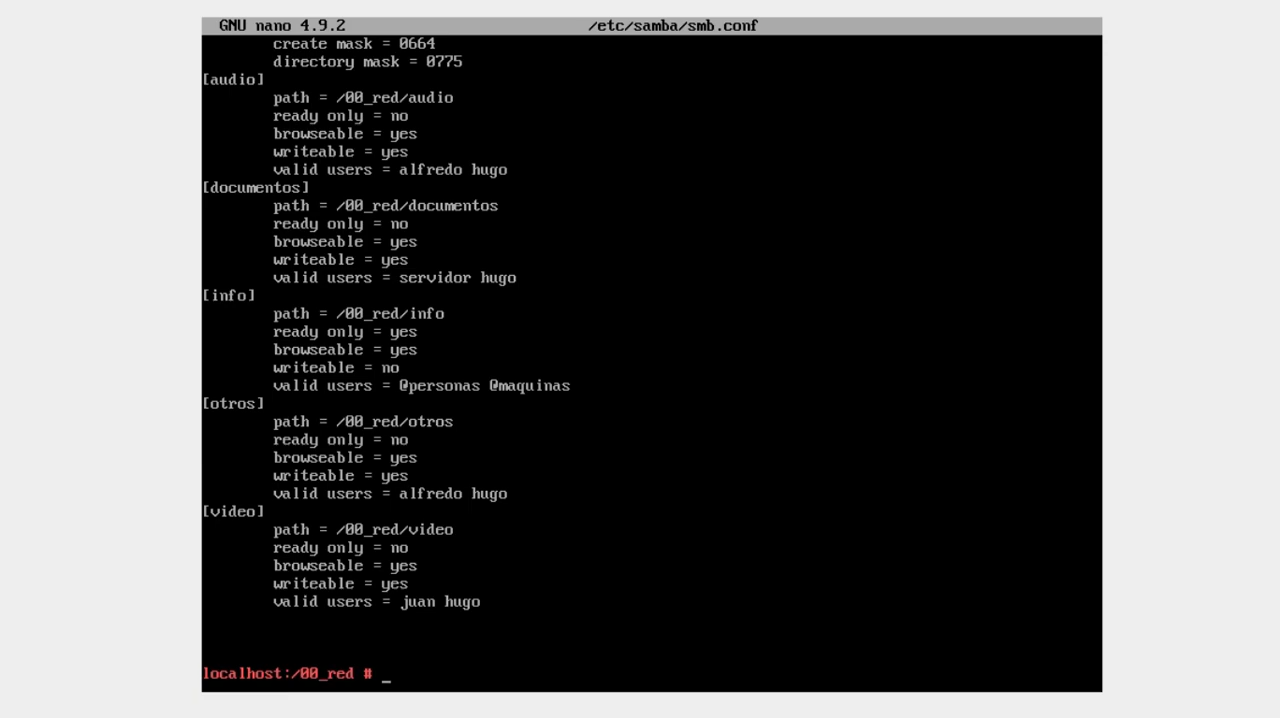 GNU nano 4.9.2 /etc/samba/smb.conf
create mask = 0664
directory mask = 0775
[audio]
path = /00_red/audio
ready only = no
browseable = yes
writeable = yes
valid users = alfredo hugo
[documentos]
path = /00_red/documentos
ready only = no
browseable = yes
writeable = yes
valid users = servidor hugo
[info]
path = /00_red/info
ready only = yes
browseable = yes
writeable = no
valid users = @personas @maquinas
[otros]
path = /00_red/otros
ready only = no
browseable = yes
writeable = yes
valid users = alfredo hugo
[video]
path = /00_red/video
ready only = no
browseable = yes
writeable = yes
valid users = juan hugo
localhost:/00_red # _